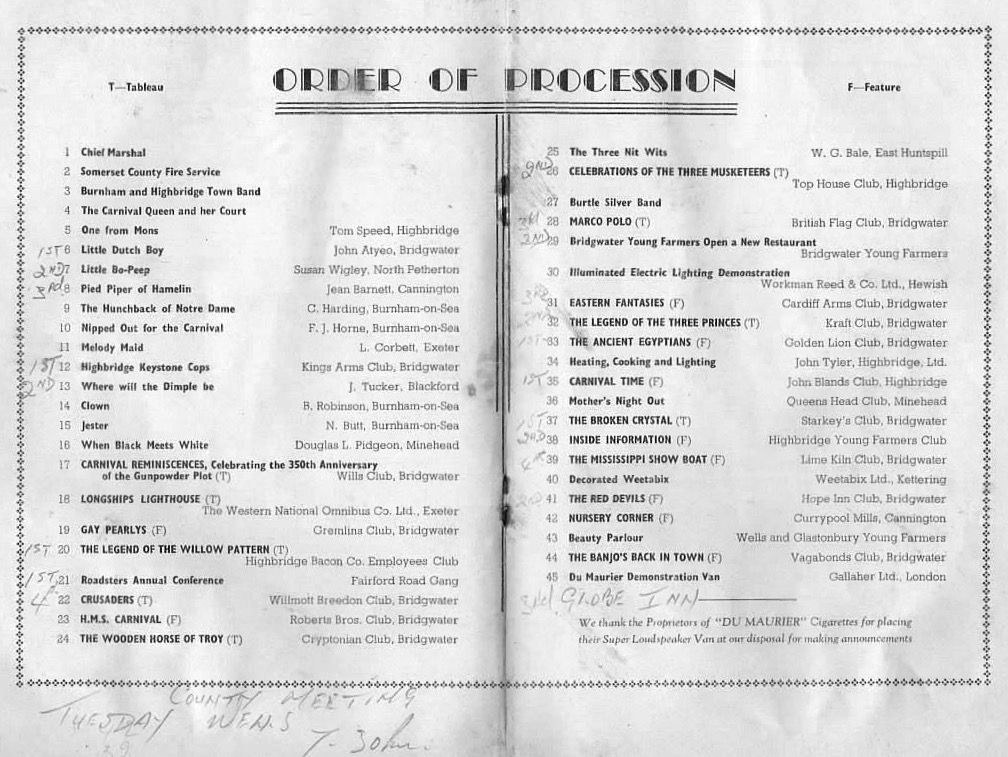 ORDER OF PROCESSION
T—Tableau
F—Feature
1 Chief Marshal
2 Somerset County Fire Service
3 Burnham and Highbridge Town Band
4 The Carnival Queen and her Court
5 One from Mons Tom Speed, Highbridge
1ST 6 Little Dutch Boy John Atyeo, Bridgwater
2ND 7 Little Bo-Peep Susan Wigley, North Petherton
3RD 8 Pied Piper of Hamelin Jean Barnett, Cannington
9 The Hunchback of Notre Dame C. Harding, Burnham-on-Sea
10 Nipped Out for the Carnival F. J. Horne, Burnham-on-Sea
11 Melody Maid L. Corbett, Exeter
1ST 12 Highbridge Keystone Cops Kings Arms Club, Bridgwater
2ND 13 Where will the Dimple be J. Tucker, Blackford
14 Clown B. Robinson, Burnham-on-Sea
15 Jester N. Butt, Burnham-on-Sea
16 When Black Meets White Douglas L. Pidgeon, Minehead
17 CARNIVAL REMINISCENCES, Celebrating the 350th Anniversary
of the Gunpowder Plot (T) Wills Club, Bridgwater
18 LONGSHIPS LIGHTHOUSE (T)
The Western National Omnibus Co. Ltd., Exeter
19 GAY PEARLYS (F) Gremlins Club, Bridgwater
1ST 20 THE LEGEND OF THE WILLOW PATTERN (T)
Highbridge Bacon Co. Employees Club
1ST 21 Roadsters Annual Conference Fairford Road Gang
4th 22 CRUSADERS (T) Willmott Breedon Club, Bridgwater
23 H.M.S. CARNIVAL (F) Roberts Bros. Club, Bridgwater
24 THE WOODEN HORSE OF TROY (T) Cryptonian Club, Bridgwater
25 The Three Nit Wits W. G. Bale, East Huntspill
2ND 26 CELEBRATIONS OF THE THREE MUSKETEERS (T)
Top House Club, Highbridge
27 Burtle Silver Band
3rd 28 MARCO POLO (T) British Flag Club, Bridgwater
2ND 29 Bridgwater Young Farmers Open a New Restaurant
Bridgwater Young Farmers
30 Illuminated Electric Lighting Demonstration
Workman Reed & Co. Ltd., Hewish
3RD 31 EASTERN FANTASIES (F) Cardiff Arms Club, Bridgwater
2ND 32 THE LEGEND OF THE THREE PRINCES (T) Kraft Club, Bridgwater
1ST 33 THE ANCIENT EGYPTIANS (F) Golden Lion Club, Bridgwater
34 Heating, Cooking and Lighting John Tyler, Highbridge, Ltd.
1ST 35 CARNIVAL TIME (F) John Blands Club, Highbridge
36 Mother's Night Out Queens Head Club, Minehead
1ST 37 THE BROKEN CRYSTAL (T) Starkey's Club, Bridgwater
38 INSIDE INFORMATION (F) Highbridge Young Farmers Club
4th 39 THE MISSISSIPPI SHOW BOAT (F) Lime Kiln Club, Bridgwater
40 Decorated Weetabix Weetabix Ltd., Kettering
2ND 41 THE RED DEVILS (F) Hope Inn Club, Bridgwater
42 NURSERY CORNER (F) Currypool Mills, Cannington
43 Beauty Parlour Wells and Glastonbury Young Farmers
44 THE BANJO'S BACK IN TOWN (F) Vagabonds Club, Bridgwater
45 Du Maurier Demonstration Van Gallaher Ltd., London
3rd GLOBE INN
We thank the Proprietors of "DU MAURIER" Cigarettes for placing
their Super Loudspeaker Van at our disposal for making announcements
COUNTY MEETING
TUESDAY
29